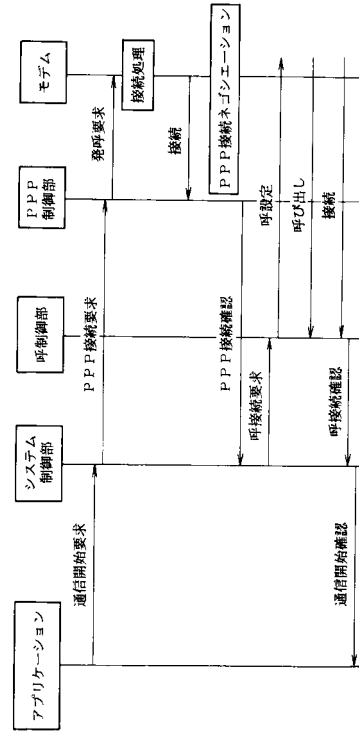 アプリケーション
システム
制御部
呼制御部
PPP
制御部
モデム
通信開始要求
PPP接続要求
発呼要求
接続処理
接続
PPP接続ネゴシエーション
PPP接続確認
呼接続要求
呼設定
呼び出し
接続
呼接続確認
通信開始確認